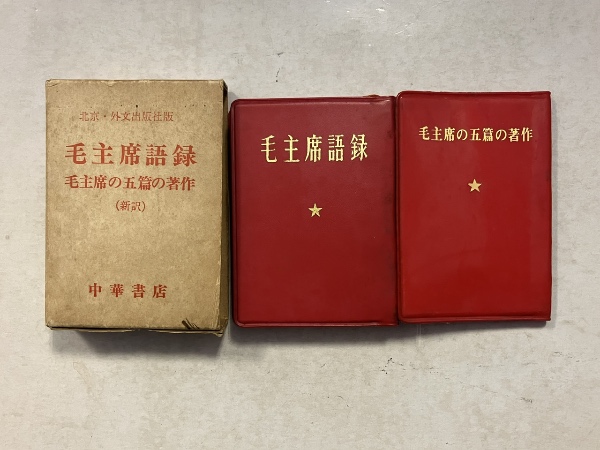 北京・外文出版社版
毛主席語録
毛主席の五篇の著作
(新訳)
中華書店
毛主席語録
毛主席の五篇の著作